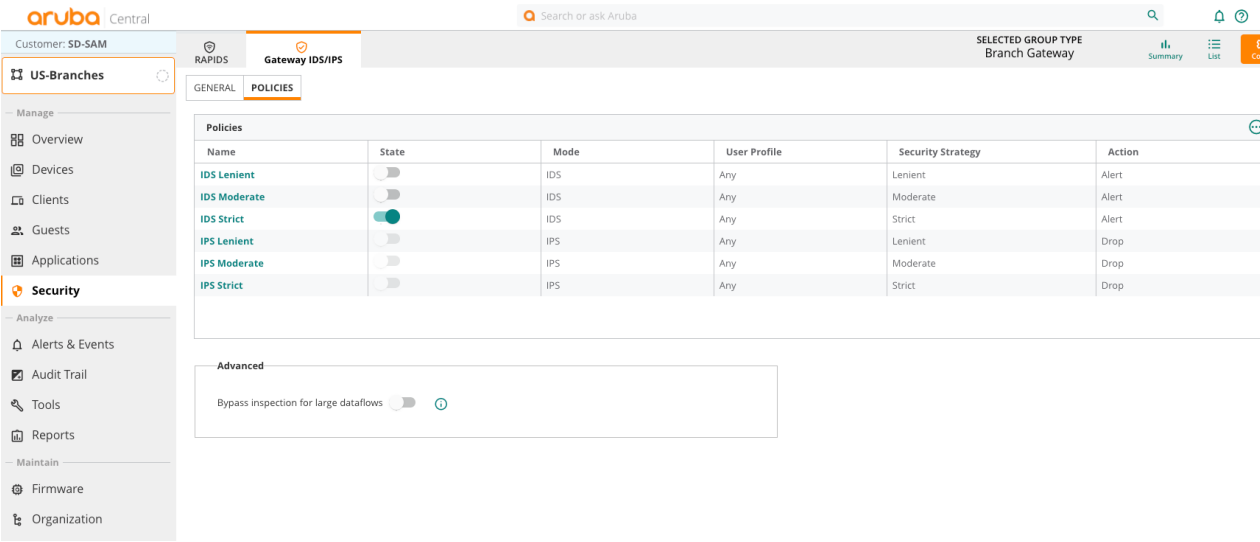 aruba Central
Search or ask Aruba
Customer: SD-SAM
RAPIDS
Gateway IDS/IPS
SELECTED GROUP TYPE
Branch Gateway
Summary
List
US-Branches
GENERAL
POLICIES
Manage
Overview
Devices
Clients
Guests
Applications
Security
Analyze
Alerts & Events
Audit Trail
Tools
Reports
Maintain
Firmware
Organization
Policies
Name State Mode User Profile Security Strategy Action
IDS Lenient IDS Any Lenient Alert
IDS Moderate IDS Any Moderate Alert
IDS Strict IDS Any Strict Alert
IPS Lenient IPS Any Lenient Drop
IPS Moderate IPS Any Moderate Drop
IPS Strict IPS Any Strict Drop
Advanced
Bypass inspection for large dataflows